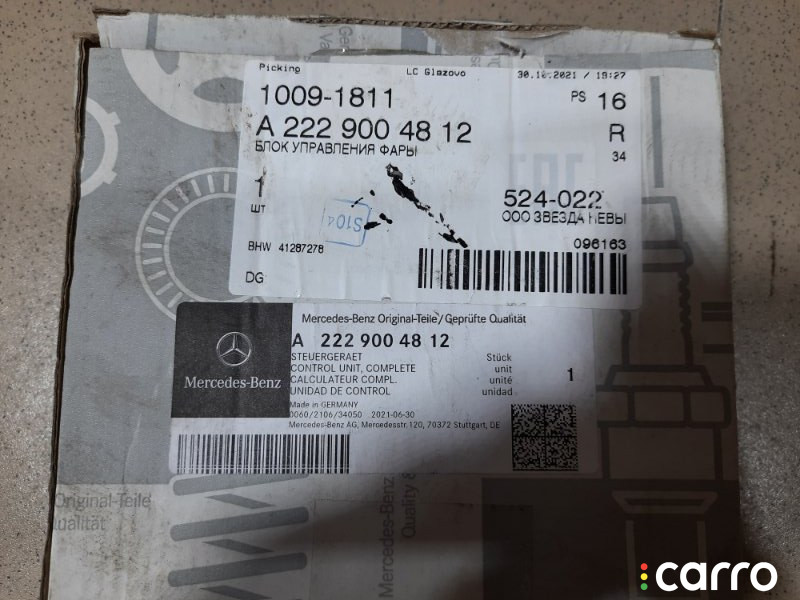 Picking LC Glazovo 30.10.2021 / 18:27
1009-1811 PS 16
A 222 900 48 12 R
БЛОК УПРАВЛЕНИЯ ФАРЫ 34
1 524-022
ШТ ООО ЗВЕЗДА НЕВЫ
S104
BHW 41287278 096163
DG
Mercedes-Benz Original-Teile/Geprüfte Qualität
A 222 900 48 12
STEUERGERAET Stück
CONTROL UNIT, COMPLETE unit
CALCULATEUR COMPL. unité 1
UNIDAD DE CONTROL unidad
Mercedes-Benz
Made in GERMANY
0060/2106/34050 2021-06-30
Mercedes-Benz AG, Mercedesstr.120, 70372 Stuttgart, DE
Original-Teile
Qualität
Mercedes-Benz
Quality &
carro